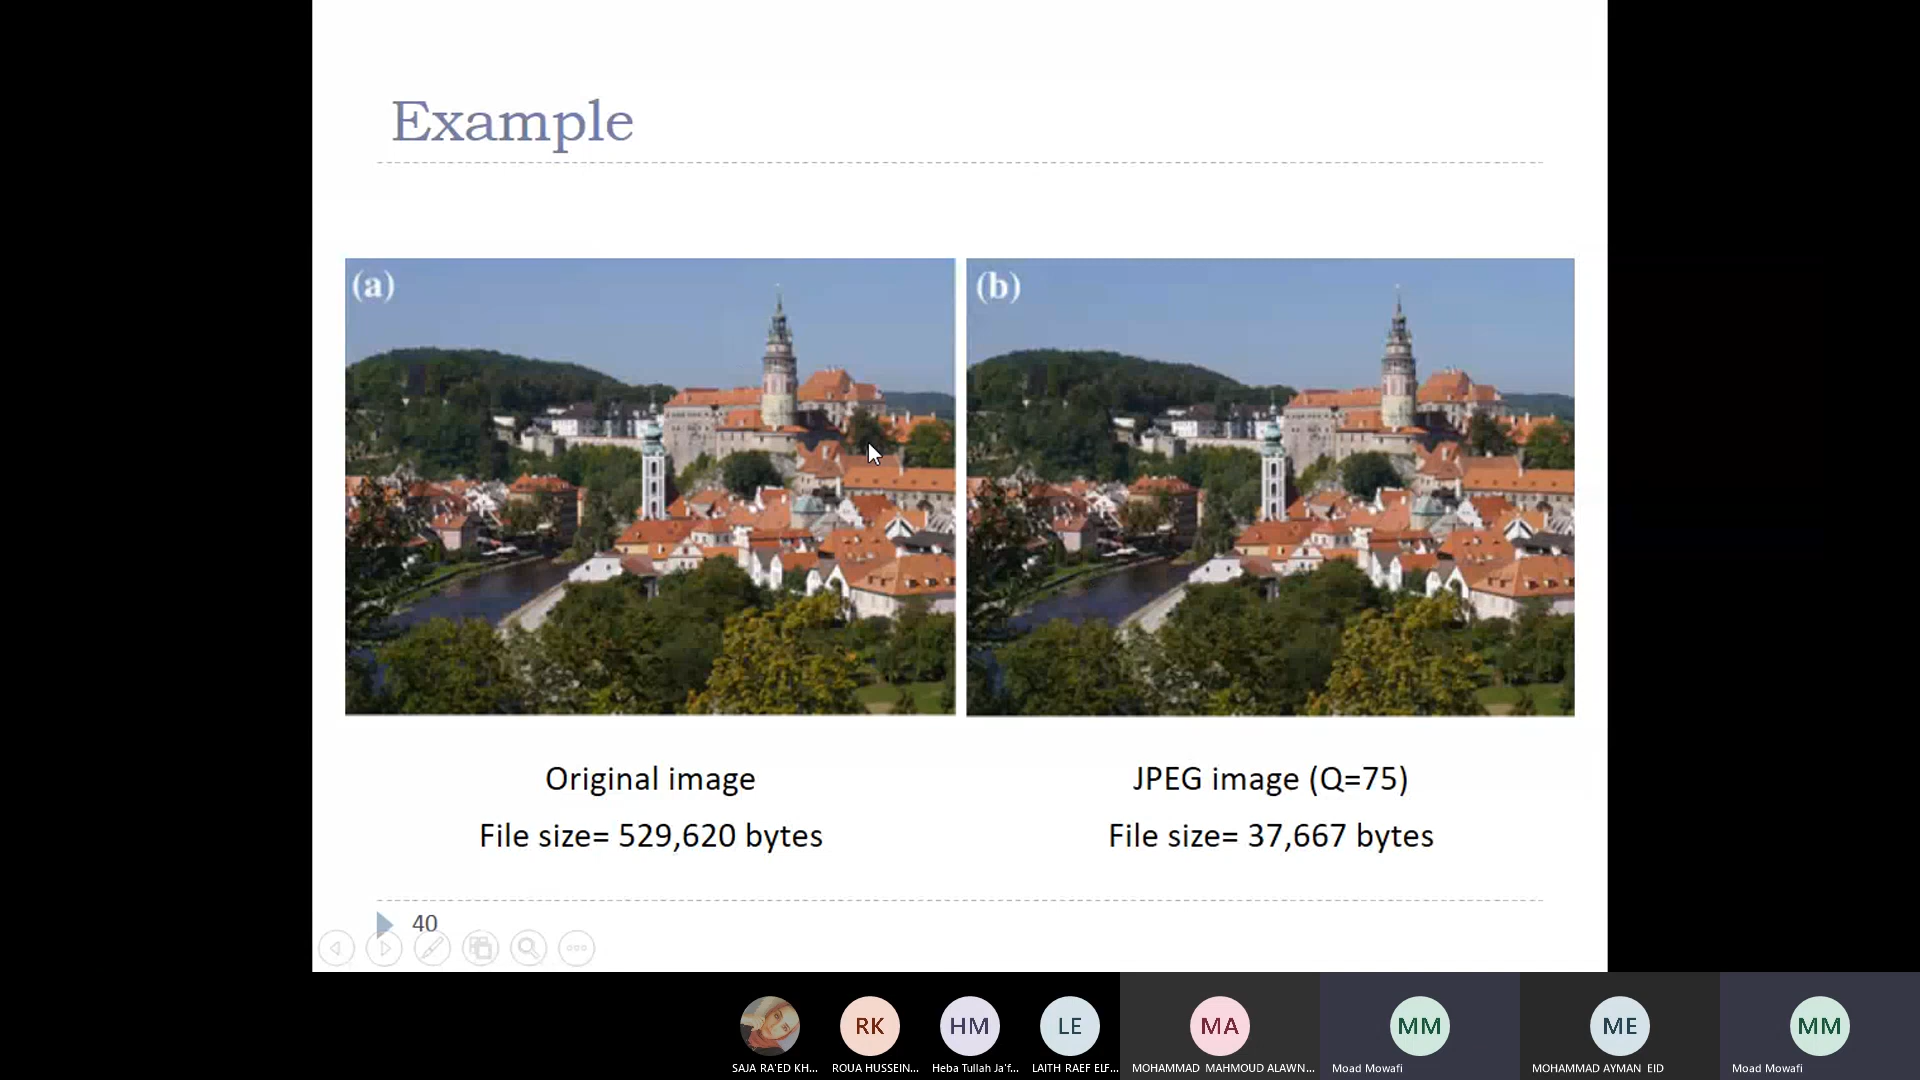 Example
(a)
(b)
Original image
JPEG image (Q=75)
File size= 529,620 bytes
File size= 37,667 bytes
40
RK
HM
LE
MA
MM
ME
MM
SAJA RA'ED KH...
ROUA HUSSEIN...
Heba Tullah Ja'f...
LAITH RAEF ELF...
MOHAMMAD MAHMOUD ALAWN...
Moad Mowafi
MOHAMMAD AYMAN EID
Moad Mowafi